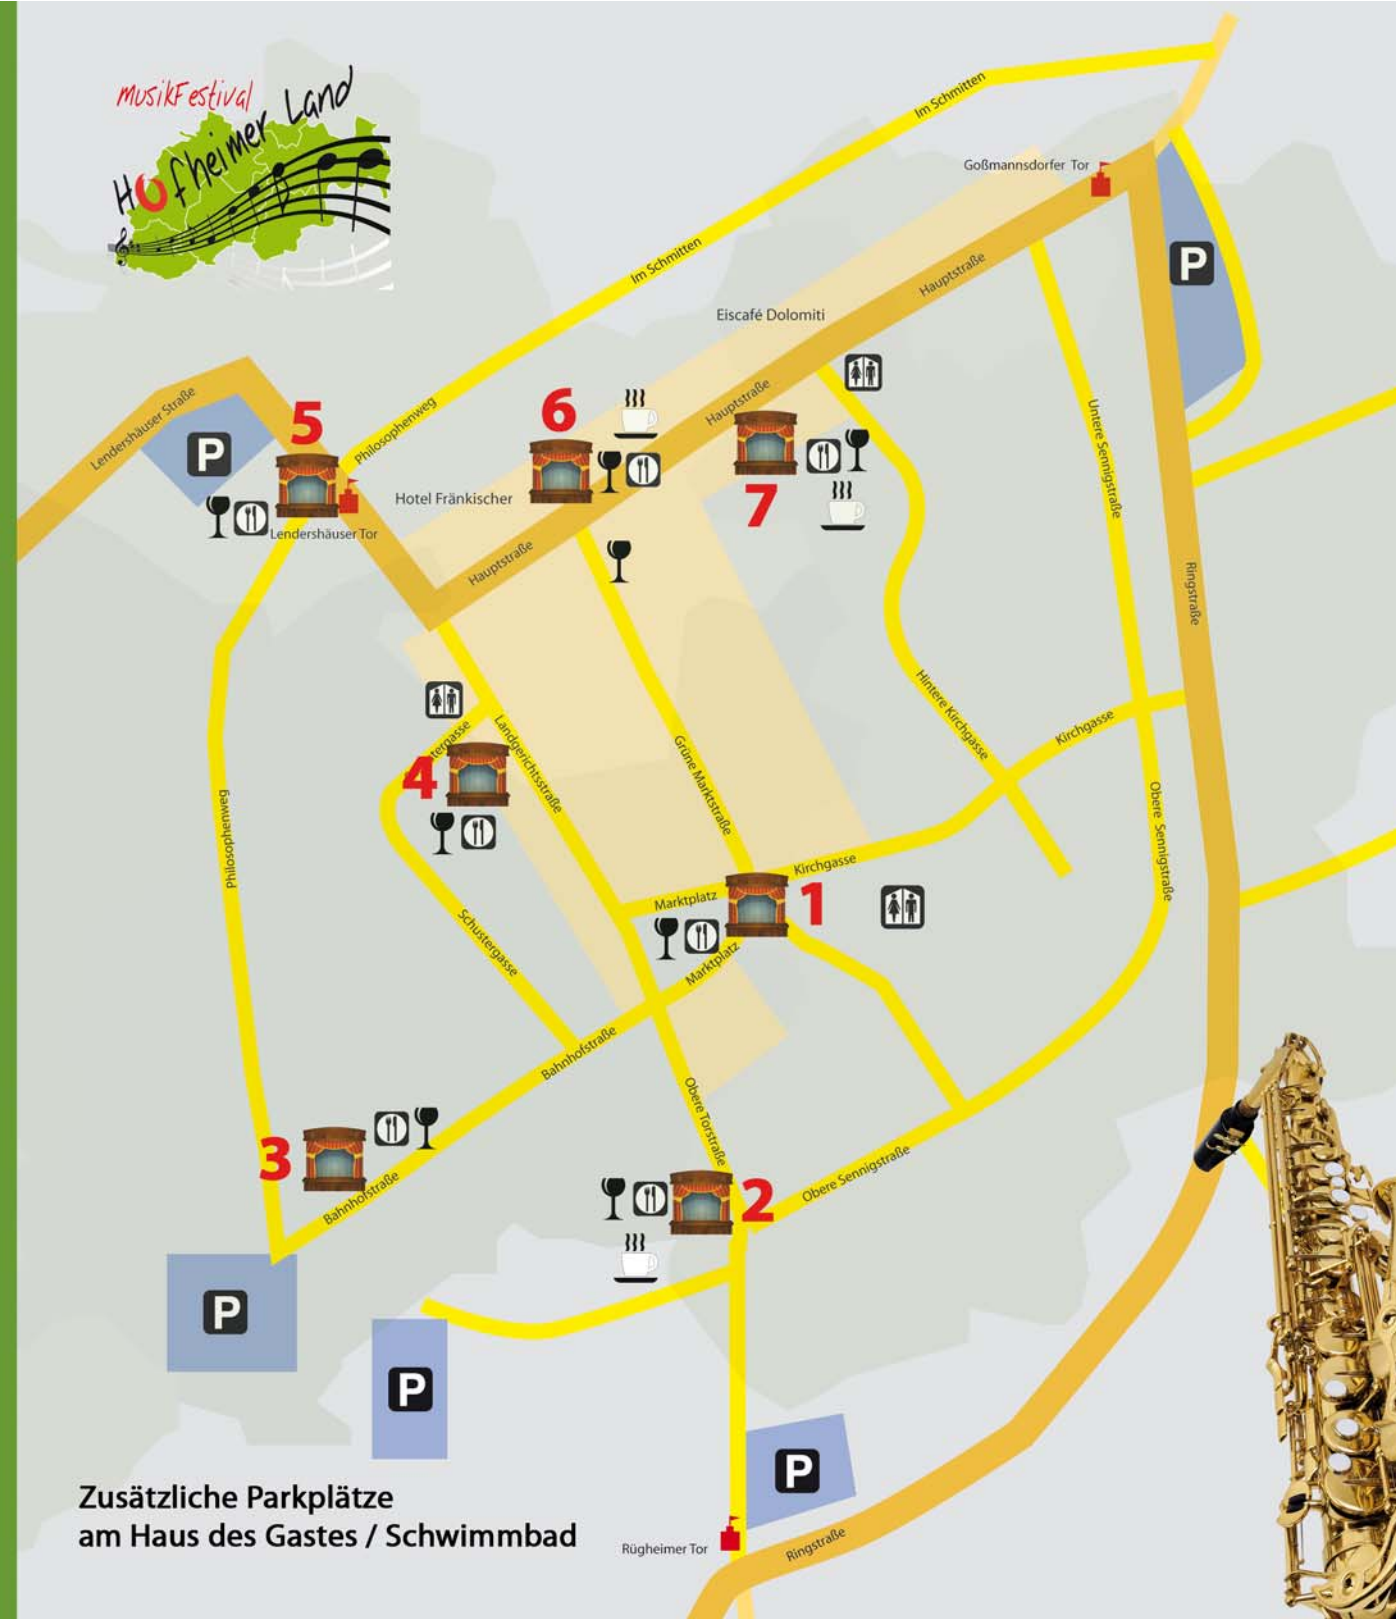 musikFestival
Hofheimer Land
Im Schmitten
Goßmannsdorfer Tor
P
Im Schmitten
Hauptstraße
Eiscafé Dolomiti
Lendershäuser Straße
5
Philosophenweg
6
Hauptstraße
Untere Sennigstraße
P
7
Hotel Fränkischer
Lendershäuser Tor
Hauptstraße
Ringstraße
Hintere Kirchgasse
Kirchgasse
Landgerichtsstraße
tergasse
4
Grüne Marktstraße
Philosophenweg
Obere Sennigstraße
Kirchgasse
Marktplatz
1
Schustergasse
Marktplatz
Bahnhofstraße
Obere Torstraße
3
Bahnhofstraße
2
Obere Sennigstraße
P
P
P
Zusätzliche Parkplätze
am Haus des Gastes / Schwimmbad
Rügheimer Tor
Ringstraße